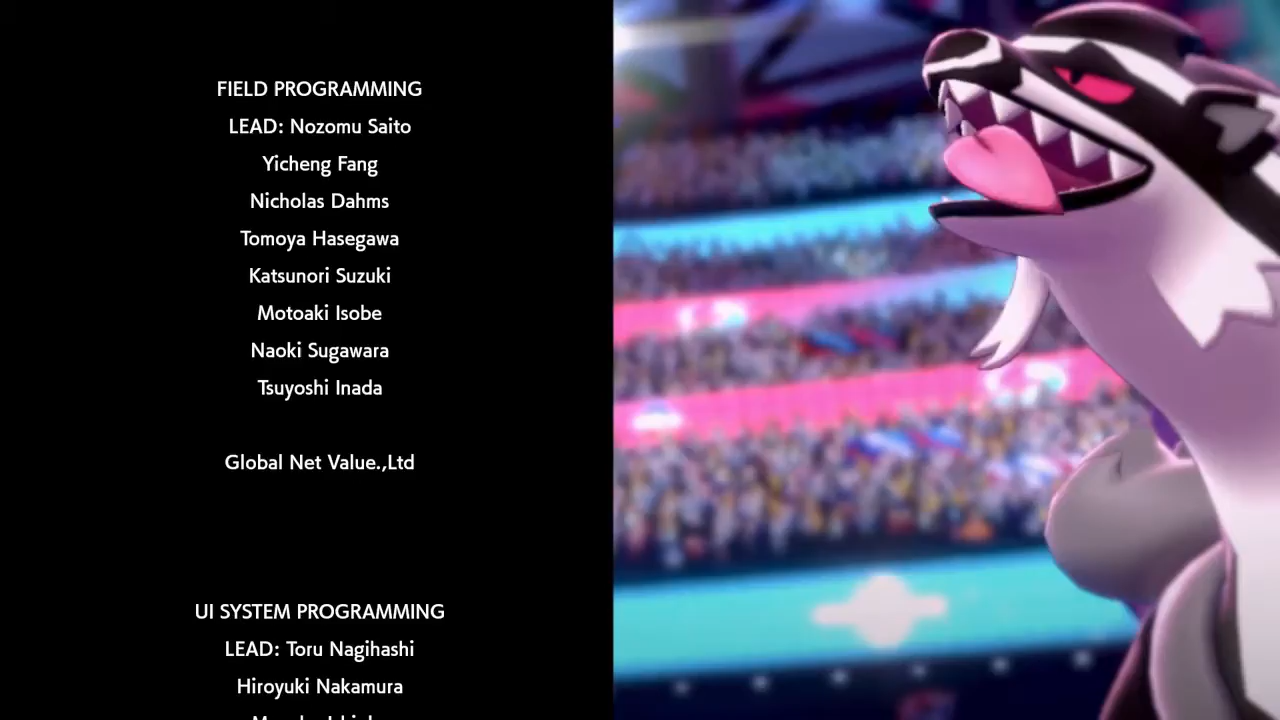 FIELD PROGRAMMING
LEAD: Nozomu Saito
Yicheng Fang
Nicholas Dahms
Tomoya Hasegawa
Katsunori Suzuki
Motoaki Isobe
Naoki Sugawara
Tsuyoshi Inada
Global Net Value.,Ltd
UI SYSTEM PROGRAMMING
LEAD: Toru Nagihashi
Hiroyuki Nakamura